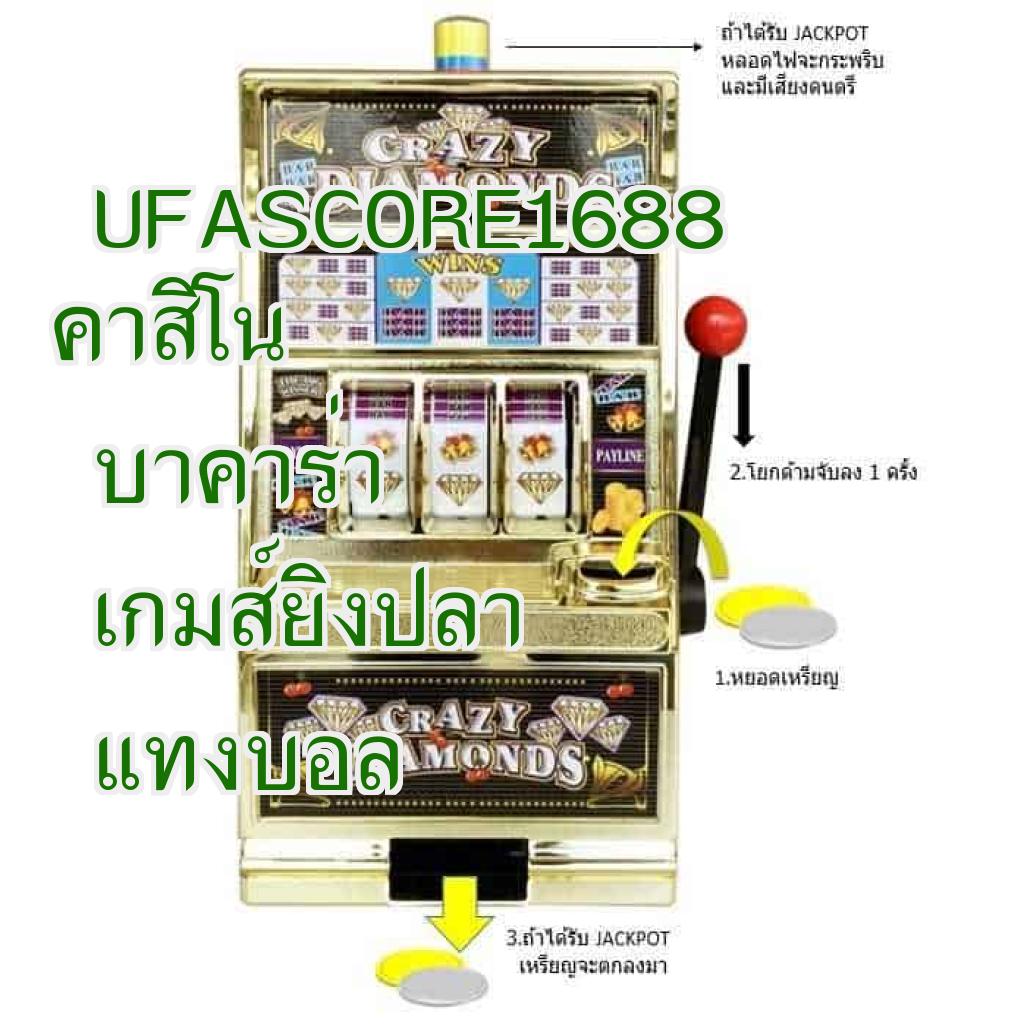 ถ้าได้รับ JACKPOT
หลอดไฟจะกระพริบ
และมีเสียงดนตรี
CRAZY
DIAMONDS
UFASCORE1688
WINS
คาสิโน
บาคาร่า
PAYLINE
2.โยกด้ามจับลง 1 ครั้ง
เกมส์ยิงปลา
1.หยอดเหรียญ
CRAZY
แทงบอล
3.ถ้าได้รับ JACKPOT
เหรียญจะตกลงมา